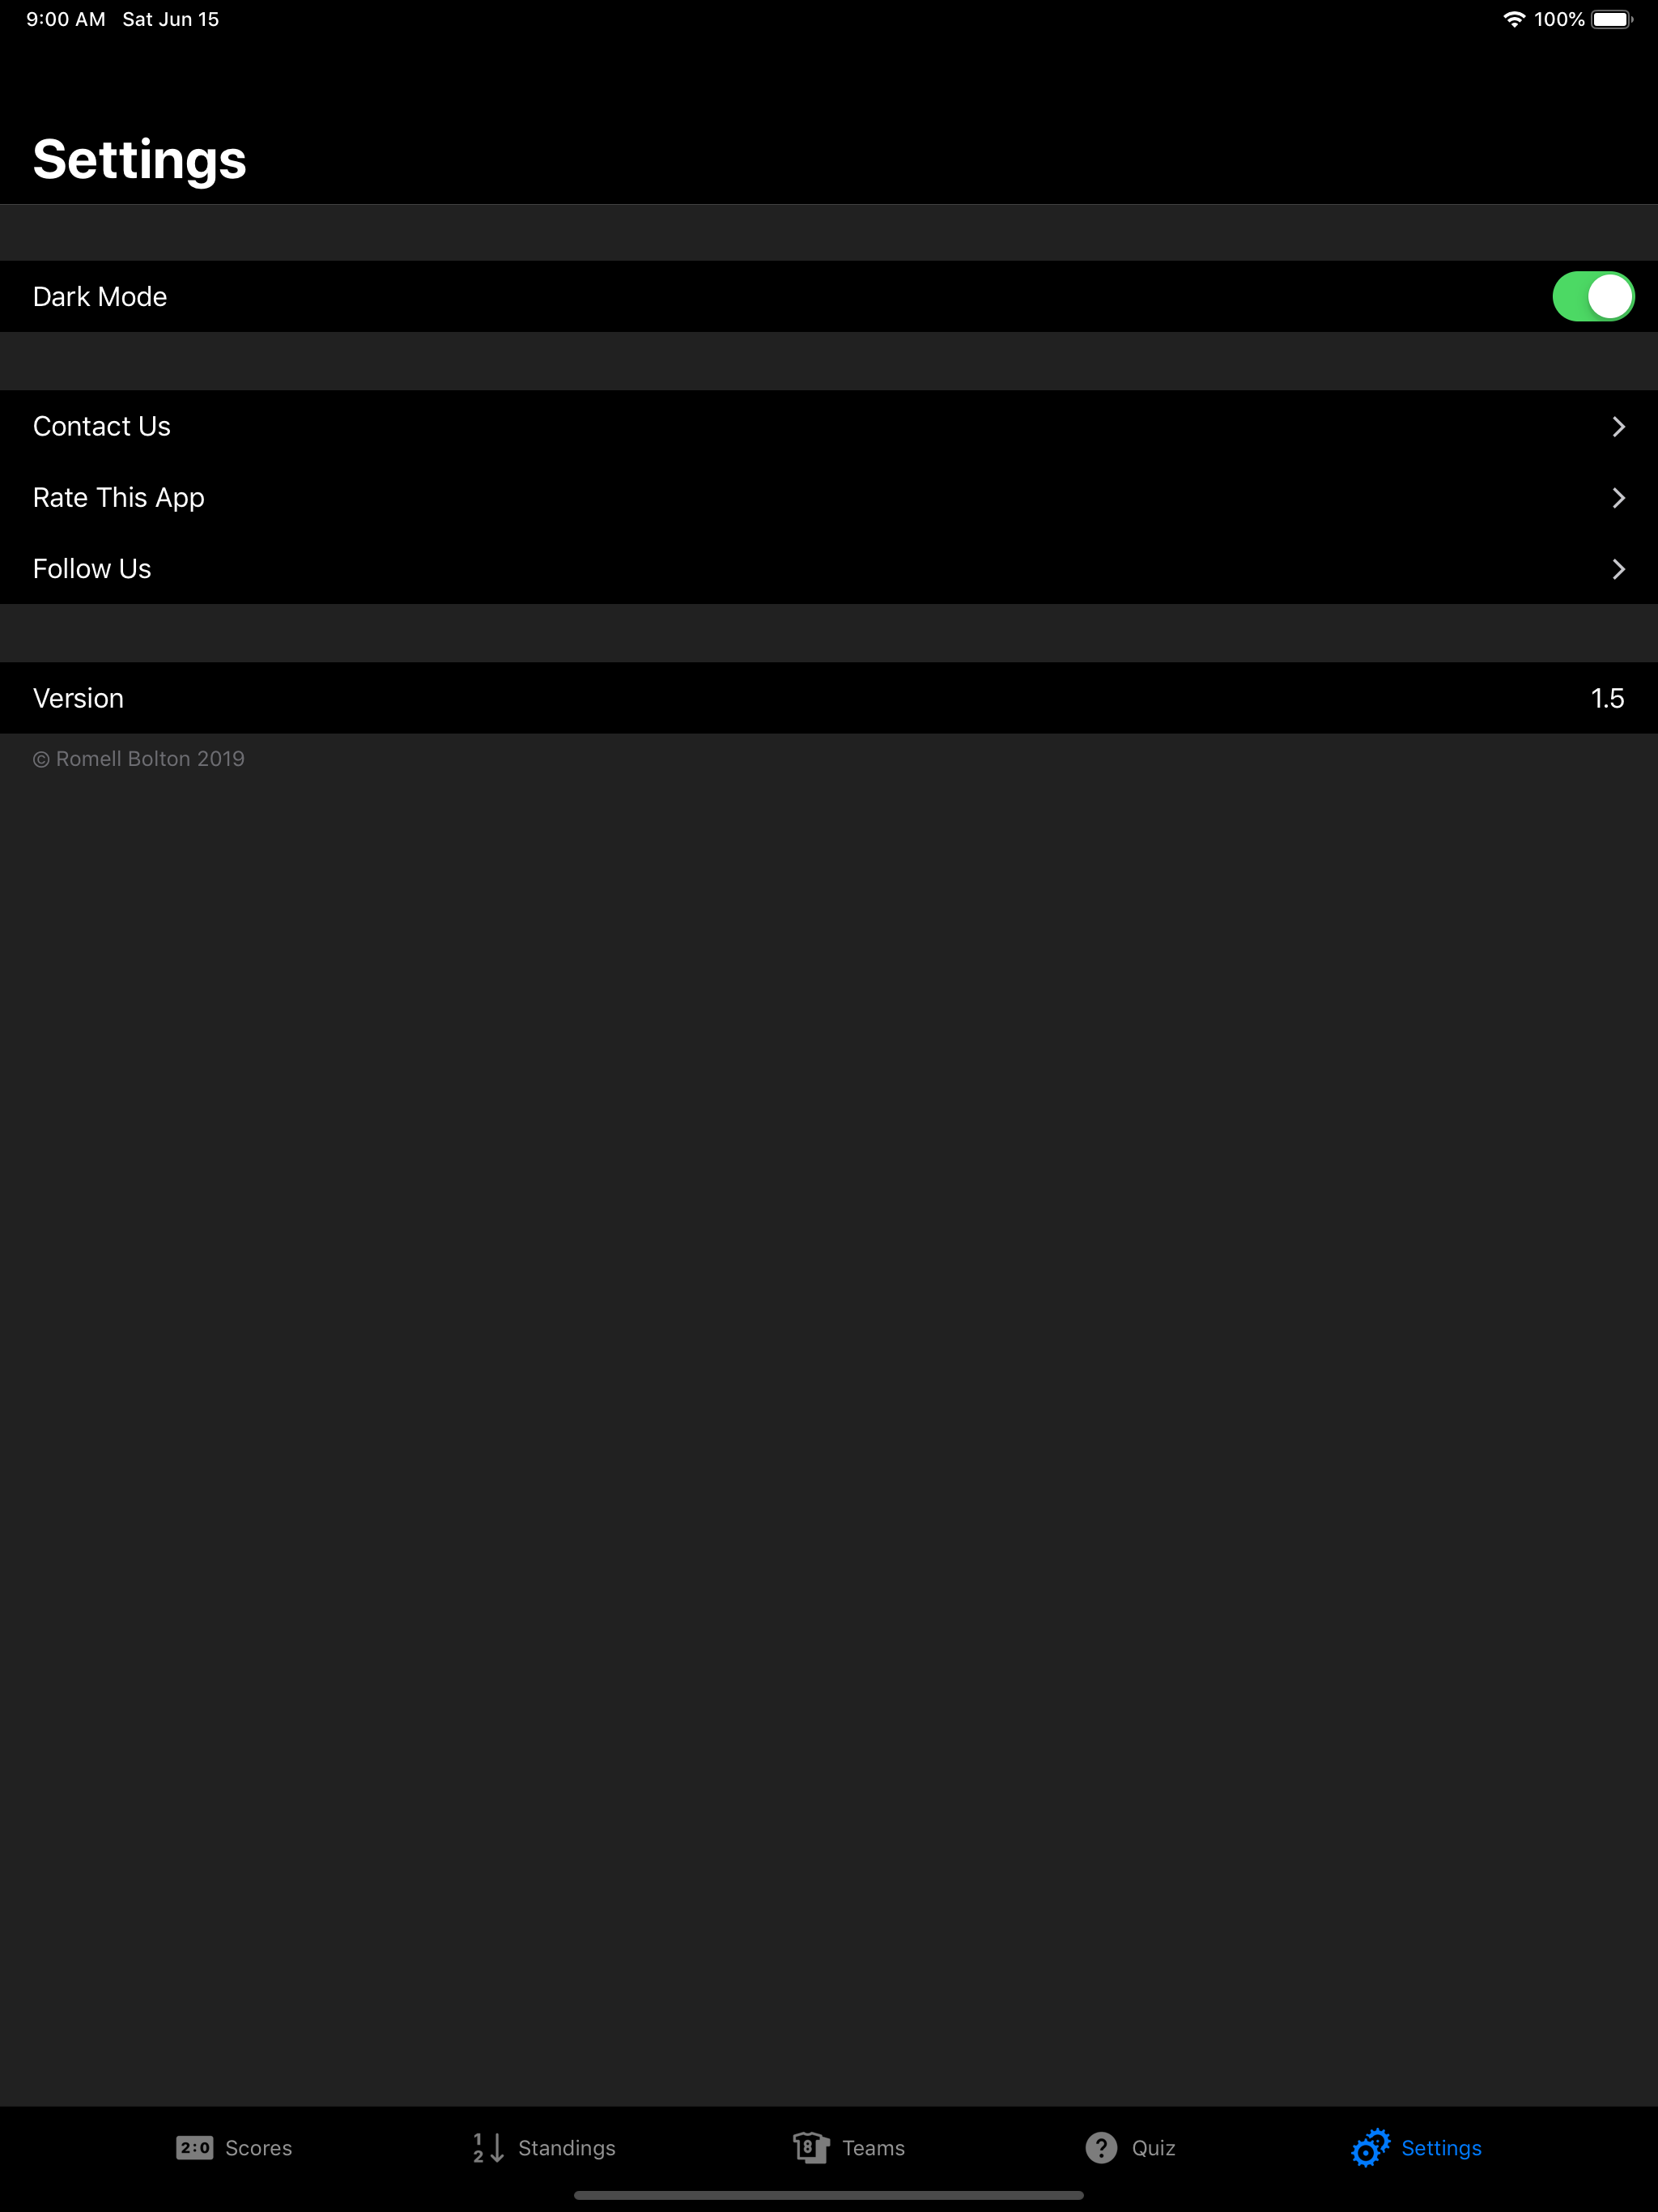 9:00 AM Sat Jun 15 100%
Settings
Dark Mode
Contact Us
Rate This App
Follow Us
Version 1.5
© Romell Bolton 2019
2:0 Scores 1 2 Standings 8 Teams ? Quiz Settings